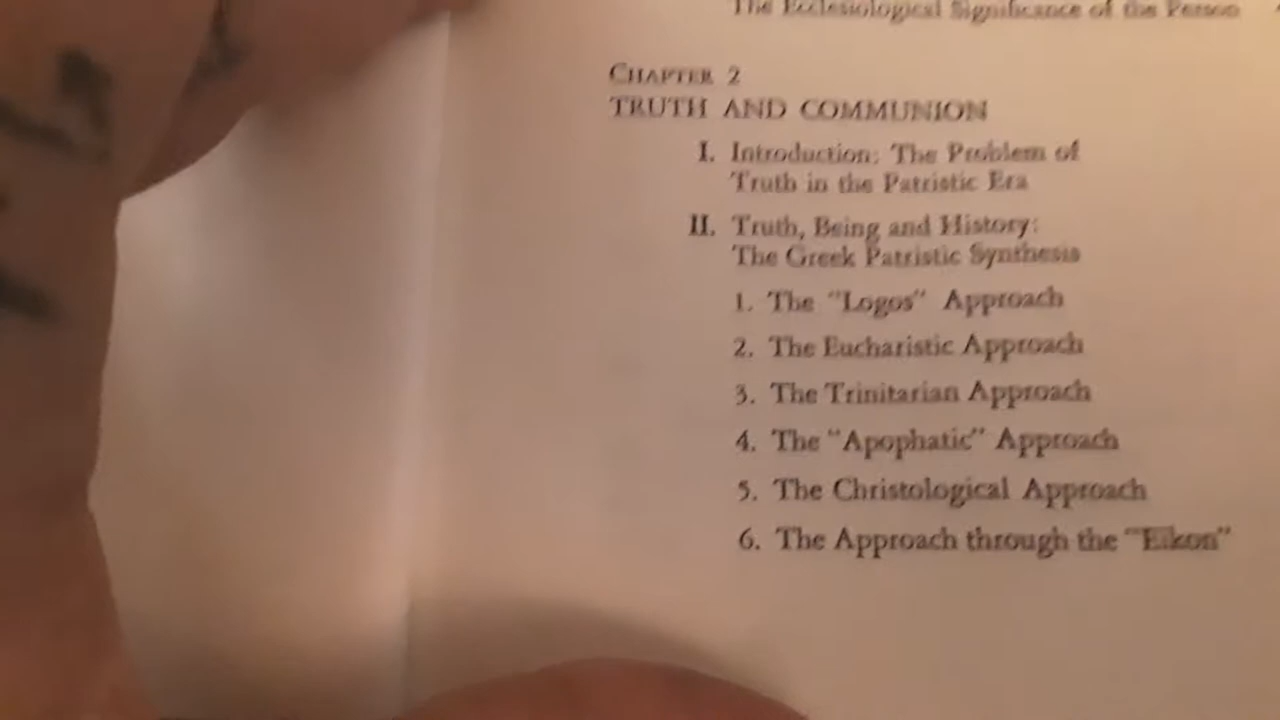 The Ecclesiological Significance of the Person
CHAPTER 2
TRUTH AND COMMUNION
I. Introduction: The Problem of
Truth in the Patristic Era
II. Truth, Being and History:
The Greek Patristic Synthesis
1. The "Logos" Approach
2. The Eucharistic Approach
3. The Trinitarian Approach
4. The "Apophatic" Approach
5. The Christological Approach
6. The Approach through the "Eikon"